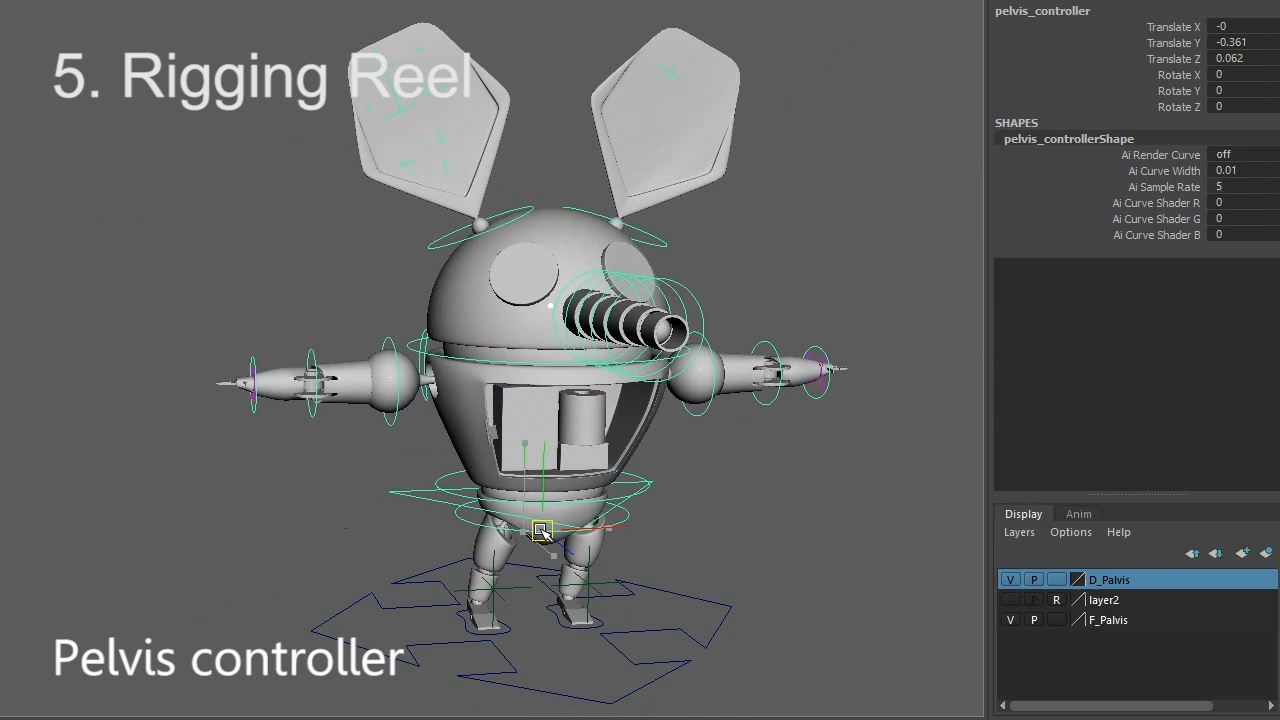 5. Rigging Reel
Pelvis controller
pelvis_controller
Translate X -0
Translate Y -0.361
Translate Z 0.062
Rotate X 0
Rotate Y 0
Rotate Z 0
SHAPES
pelvis_controllerShape
Ai Render Curve off
Ai Curve Width 0.01
Ai Sample Rate 5
Ai Curve Shader R 0
Ai Curve Shader G 0
Ai Curve Shader B 0
Display Anim
Layers Options Help
V P D_Palvis
P R layer2
V P F_Palvis